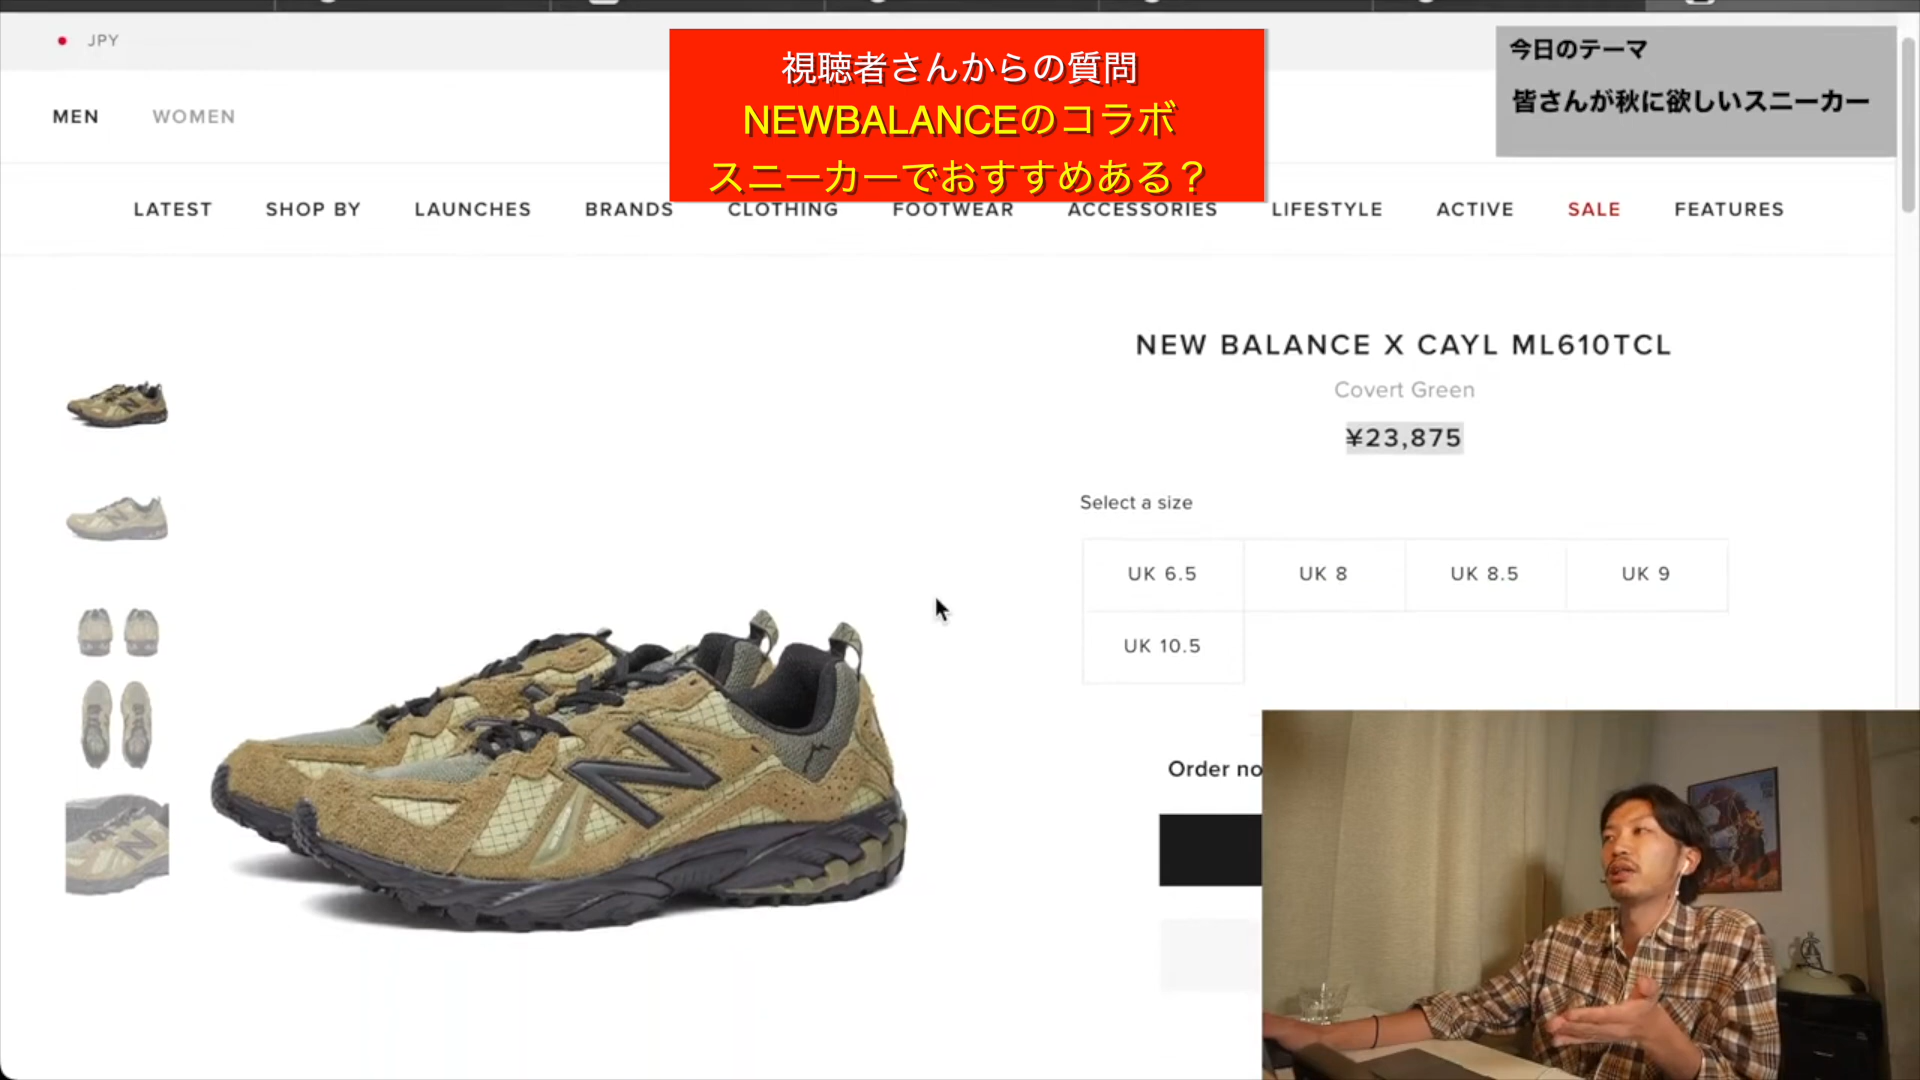 JPY
視聴者さんからの質問
NEWBALANCEのコラボ
スニーカーでおすすめある？
今日のテーマ
皆さんが秋に欲しいスニーカー
MEN WOMEN
LATEST SHOP BY LAUNCHES BRANDS CLOTHING FOOTWEAR ACCESSORIES LIFESTYLE ACTIVE SALE FEATURES
NEW BALANCE X CAYL ML610TCL
Covert Green
¥23,875
Select a size
UK 6.5 UK 8 UK 8.5 UK 9
UK 10.5
Order no